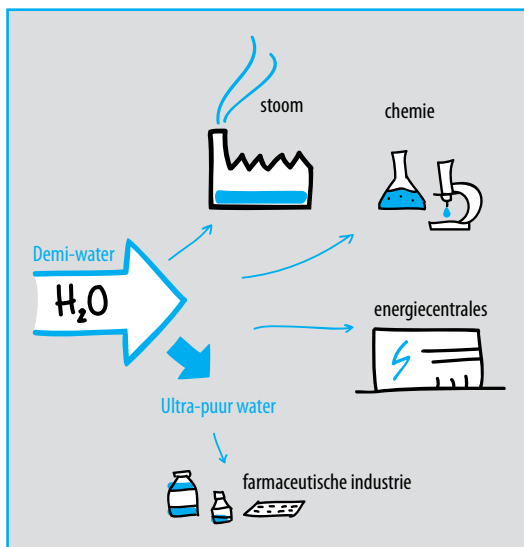 stoom
chemie
Demi-water
H₂O
energiecentrales
Ultra-puur water
farmaceutische industrie